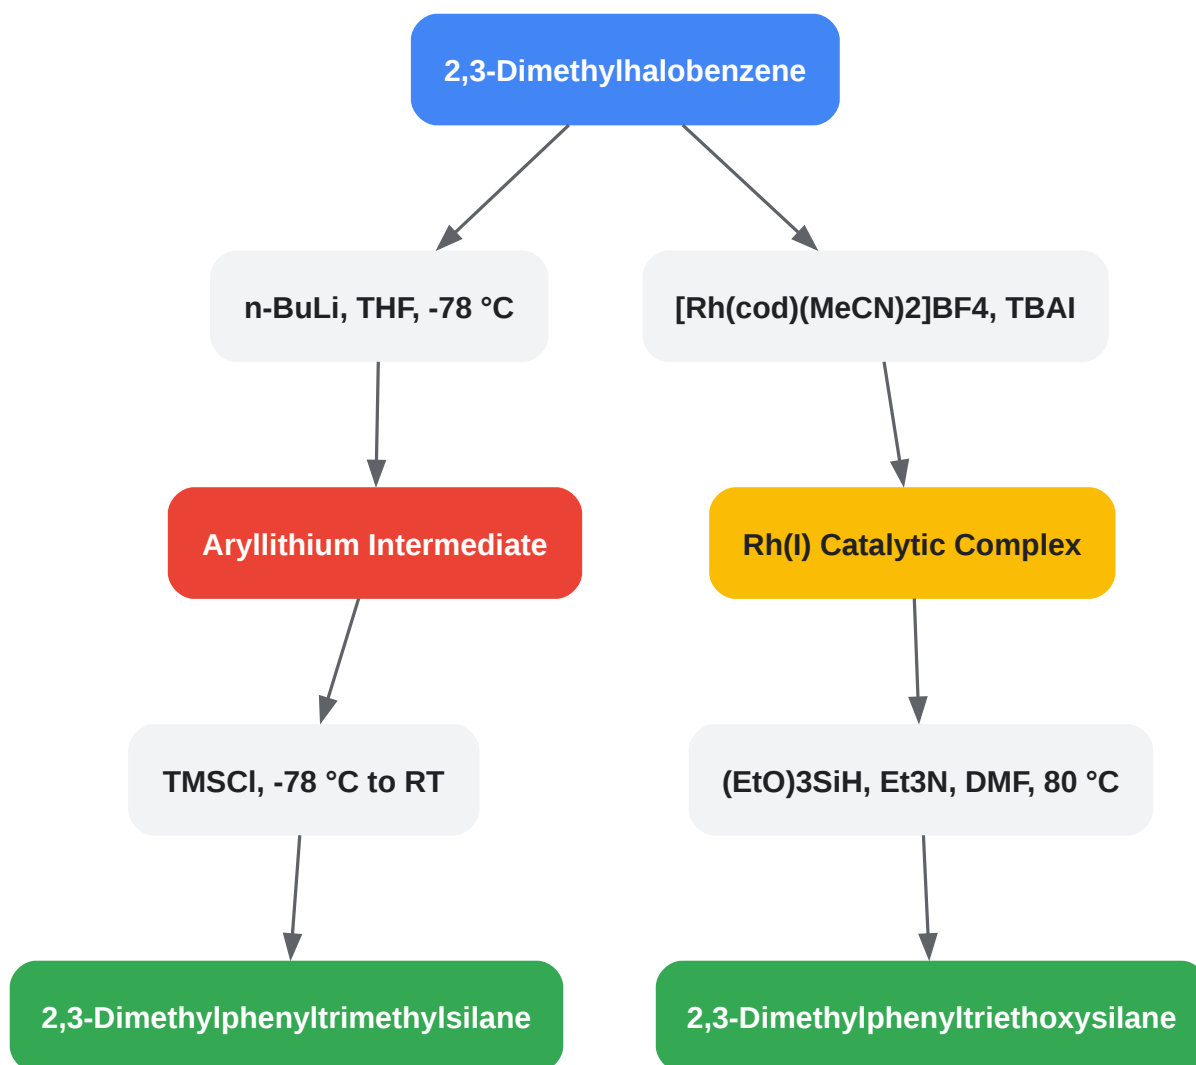 2,3-Dimethylhalobenzene
n-BuLi, THF, -78 °C
[Rh(cod)(MeCN)2]BF4, TBAI
Aryllithium Intermediate
Rh(I) Catalytic Complex
TMSCl, -78 °C to RT
(EtO)3SiH, Et3N, DMF, 80 °C
2,3-Dimethylphenyltrimethylsilane
2,3-Dimethylphenyltriethoxysilane